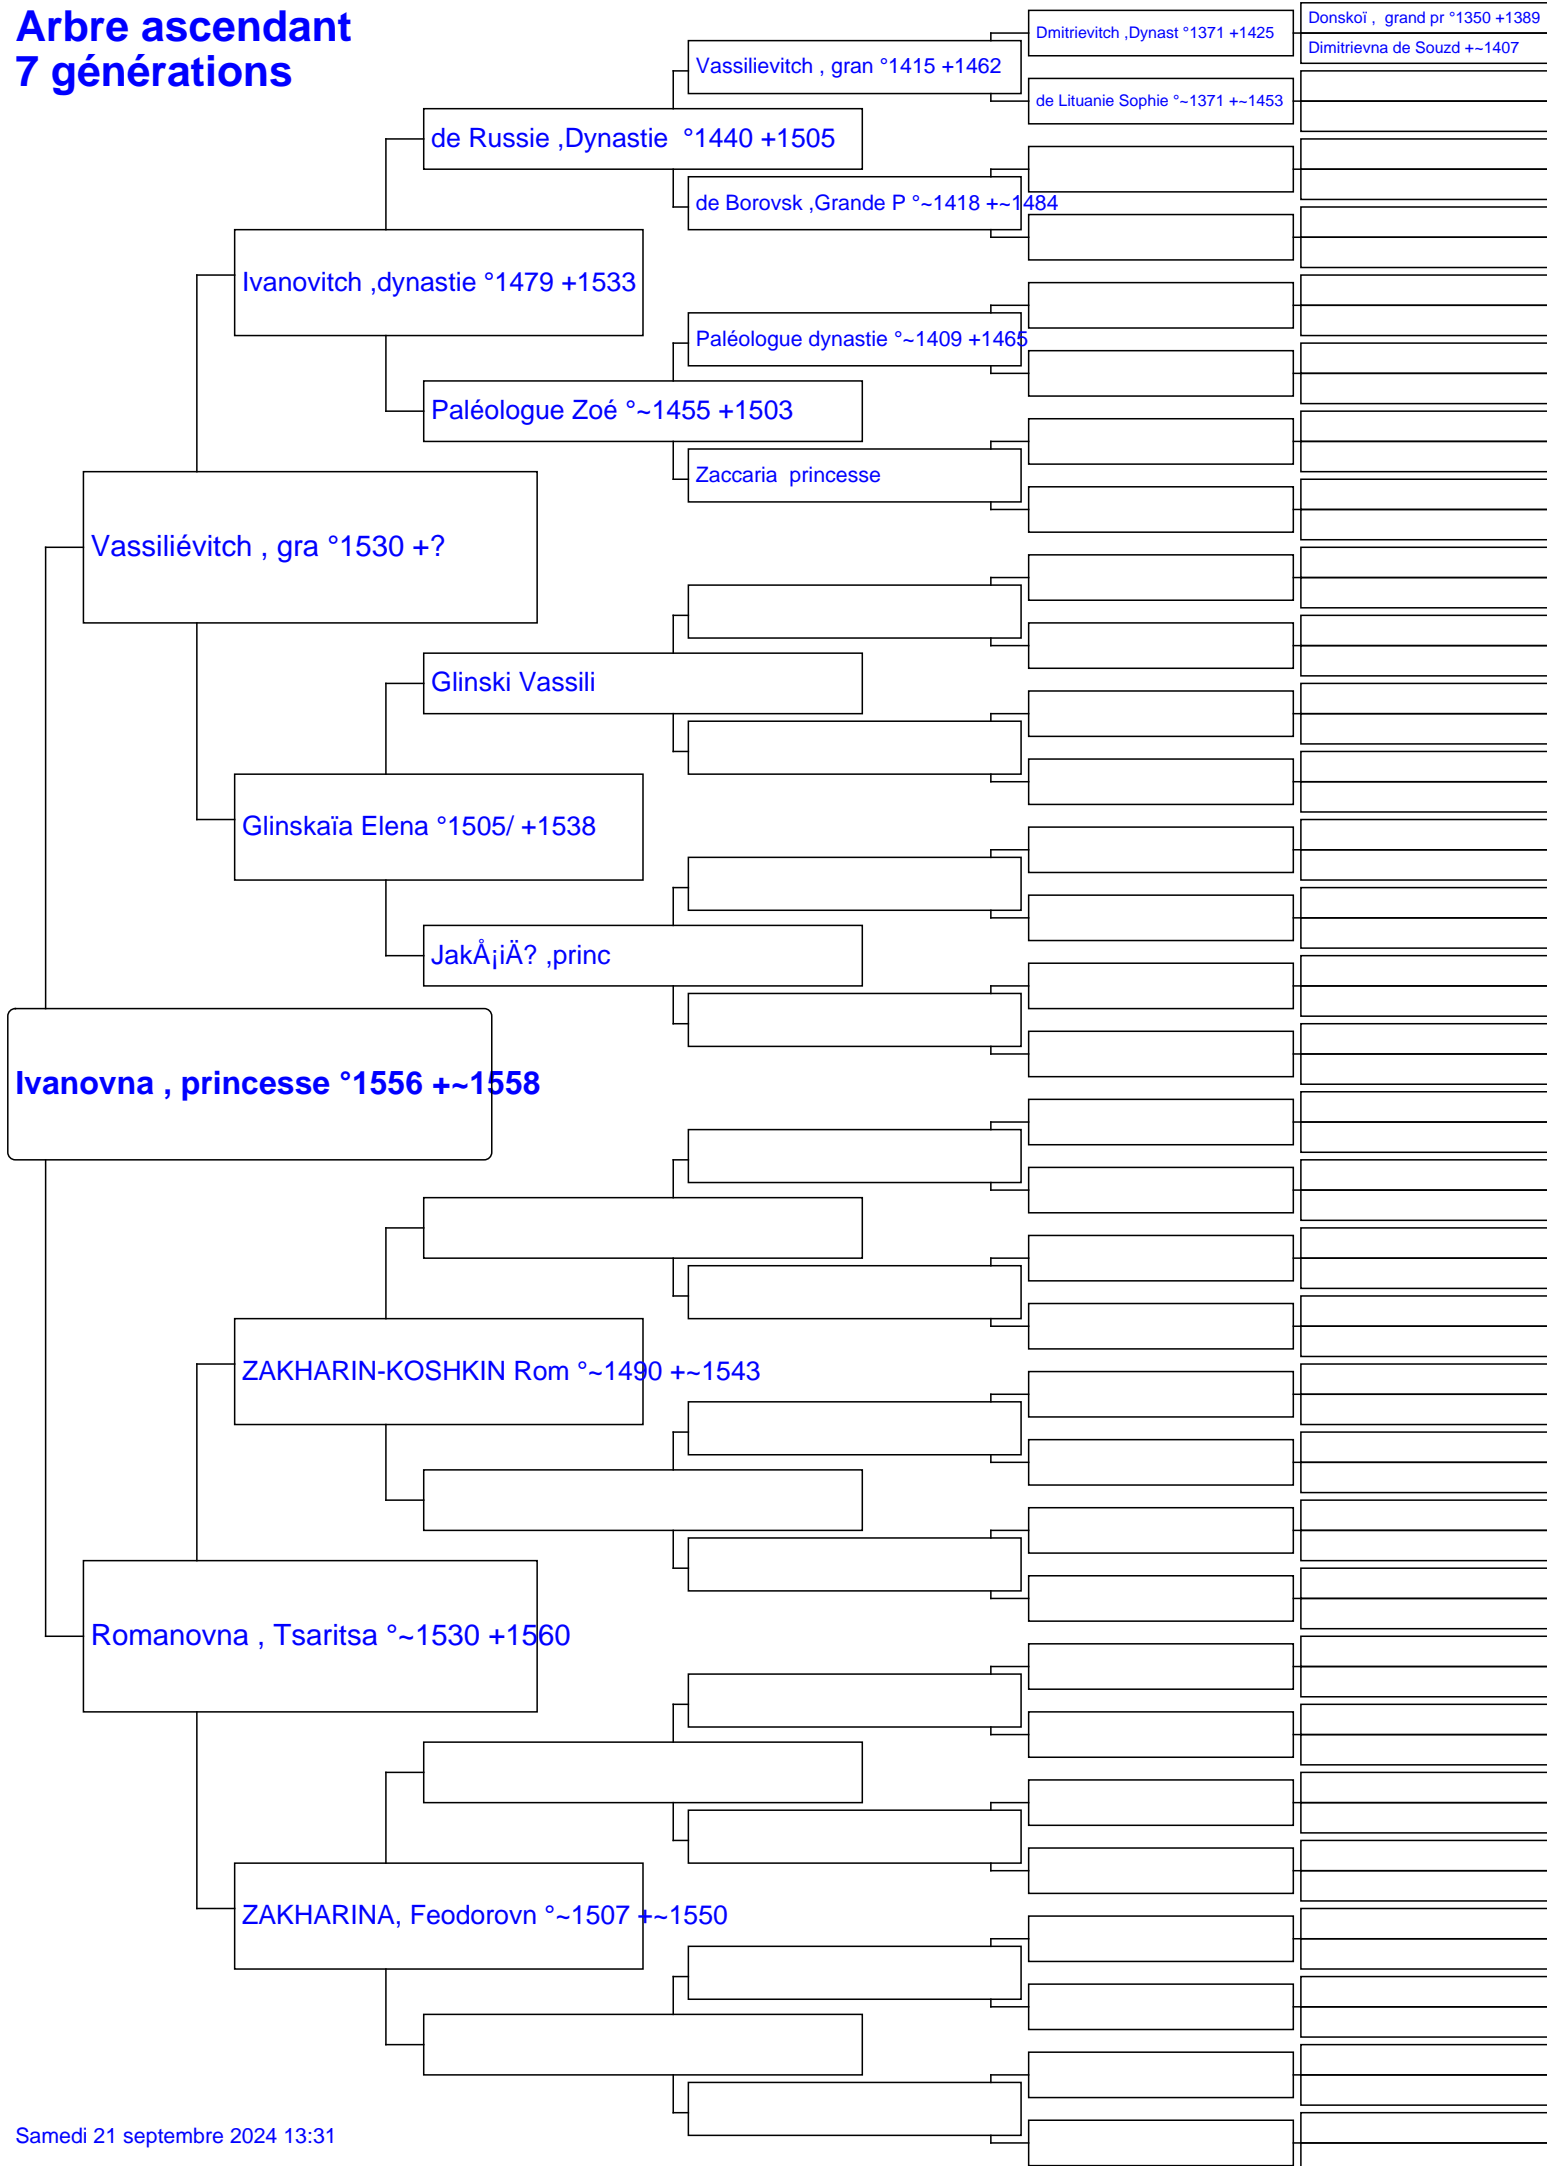 Arbre ascendant
7 générations
Donskoï , grand pr °1350 +1389
Dmitrievitch ,Dynast °1371 +1425
Dimitrievna de Souzd +~1407
Vassilievitch , gran °1415 +1462
de Lituanie Sophie °~1371 +~1453
de Russie ,Dynastie °1440 +1505
de Borovsk ,Grande P °~1418 +~1484
Ivanovitch ,dynastie °1479 +1533
Paléologue dynastie °~1409 +1465
Paléologue Zoé °~1455 +1503
Zaccaria princesse
Vassiliévitch , gra °1530 +?
Glinski Vassili
Glinskaïa Elena °1505/ +1538
JakÅ¡iÄ? ,princ
Ivanovna , princesse °1556 +~1558
ZAKHARIN-KOSHKIN Rom °~1490 +~1543
Romanovna , Tsaritsa °~1530 +1560
ZAKHARINA, Feodorovn °~1507 +~1550
Samedi 21 septembre 2024 13:31